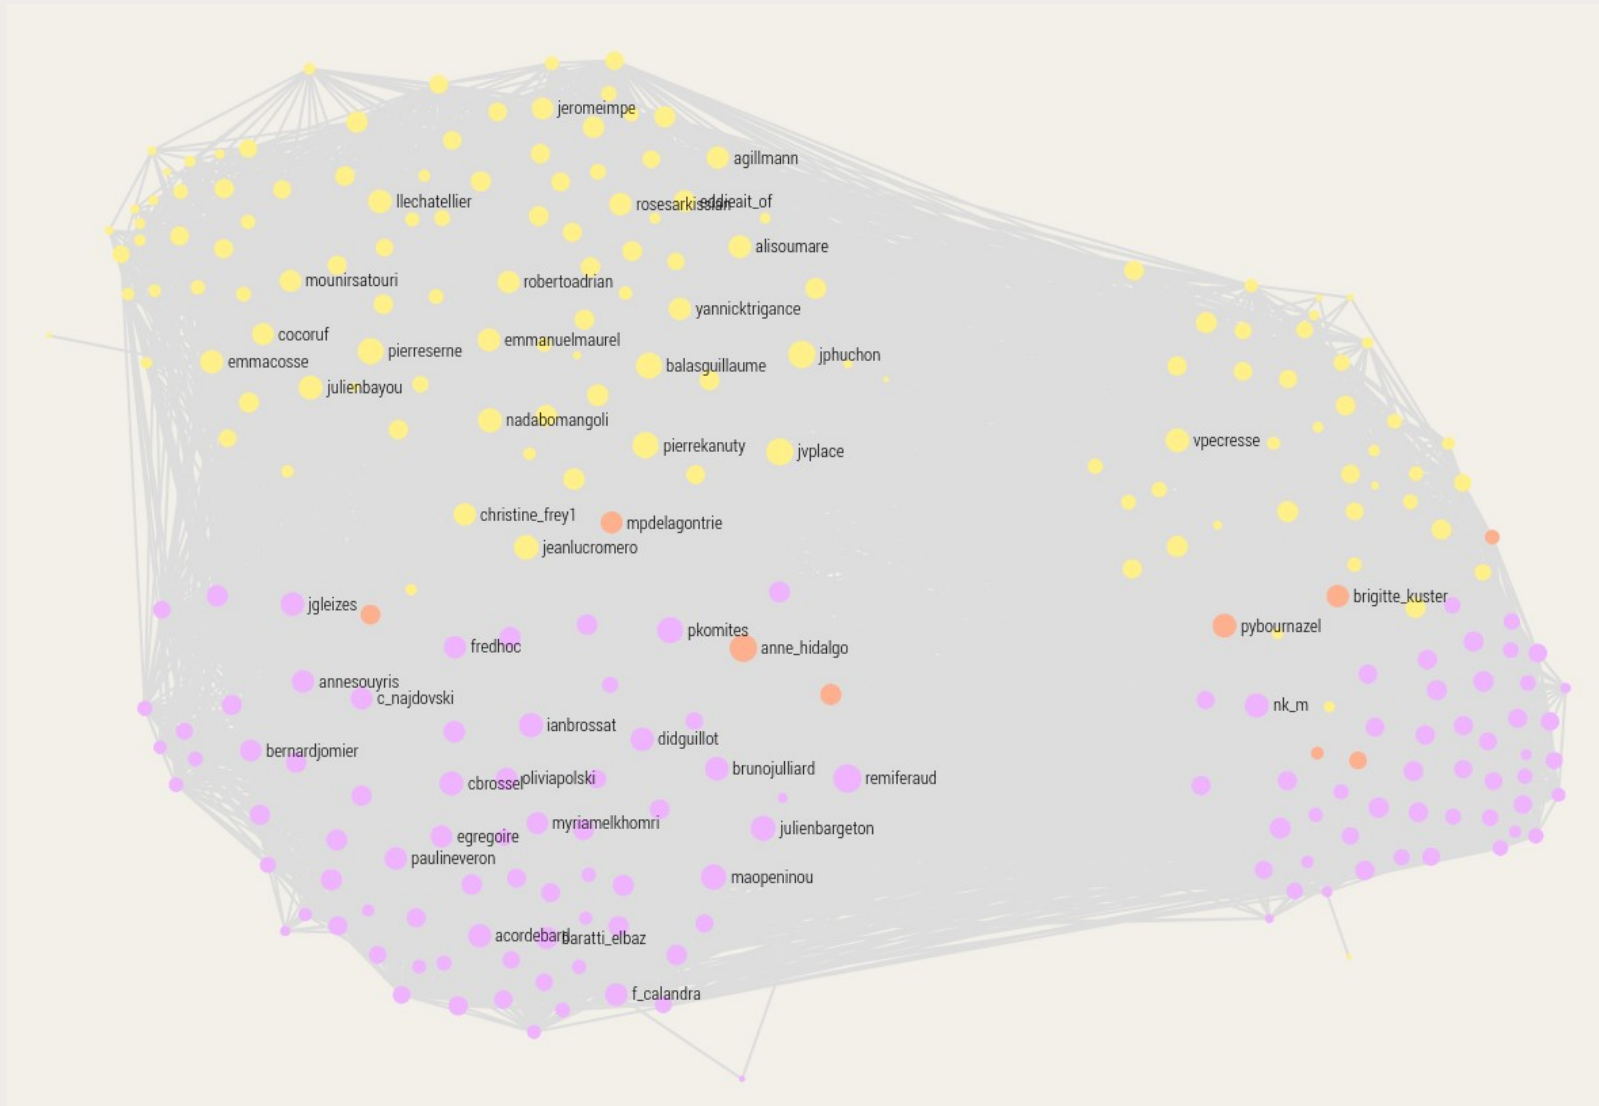 jeromeimpe
agillmann
llechatellier
rosesarkissian
eddieait_of
alisoumare
mounirsatouri
robertoadrian
yannicktrigance
cocoruf
emmanuelmaurel
pierreserne
jphuchon
emmacosse
balasguillaume
julienbayou
nadabomangoli
vpecresse
pierrekanuty
jvplace
christine_frey1
mpdelagontrie
jeanlucromero
brigitte_kuster
jgleizes
pybournazel
pkomites
fredhoc
anne_hidalgo
annesouyris
c_najdovski
nk_m
ianbrossat
didguillot
bernardjomier
brunojulliard
oliviapolski
remiferaud
cbrossel
myriamelkhomri
julienbargeton
egregoire
paulineveron
maopeninou
acordebard
baratti_elbaz
f_calandra